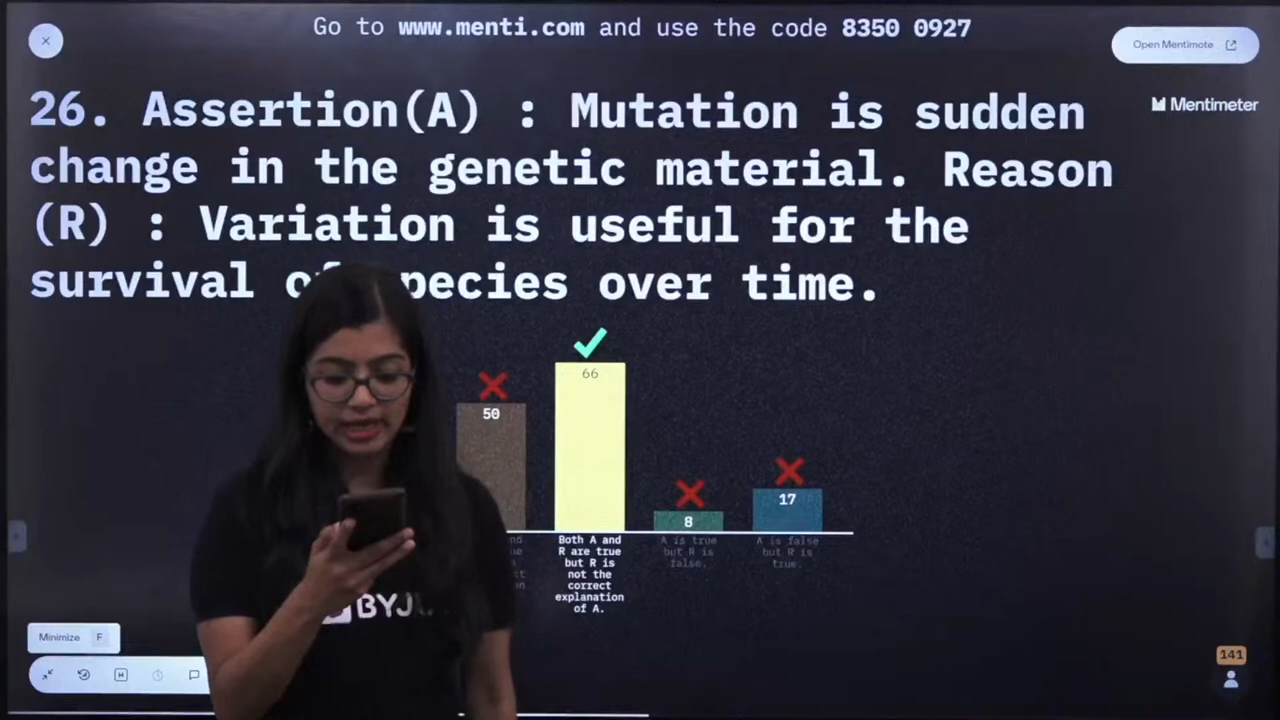 Go to www.menti.com and use the code 8350 0927
Open Mentimote
Mentimeter
26. Assertion(A) : Mutation is sudden
change in the genetic material. Reason
(R) : Variation is useful for the
survival species over time.
50
66
8
17
Both A and
R are true
but R is
not the
correct
explanation
of A.
A is true
but R is
false.
A is false
but R is
true.
BYJU
Minimize F
H
141